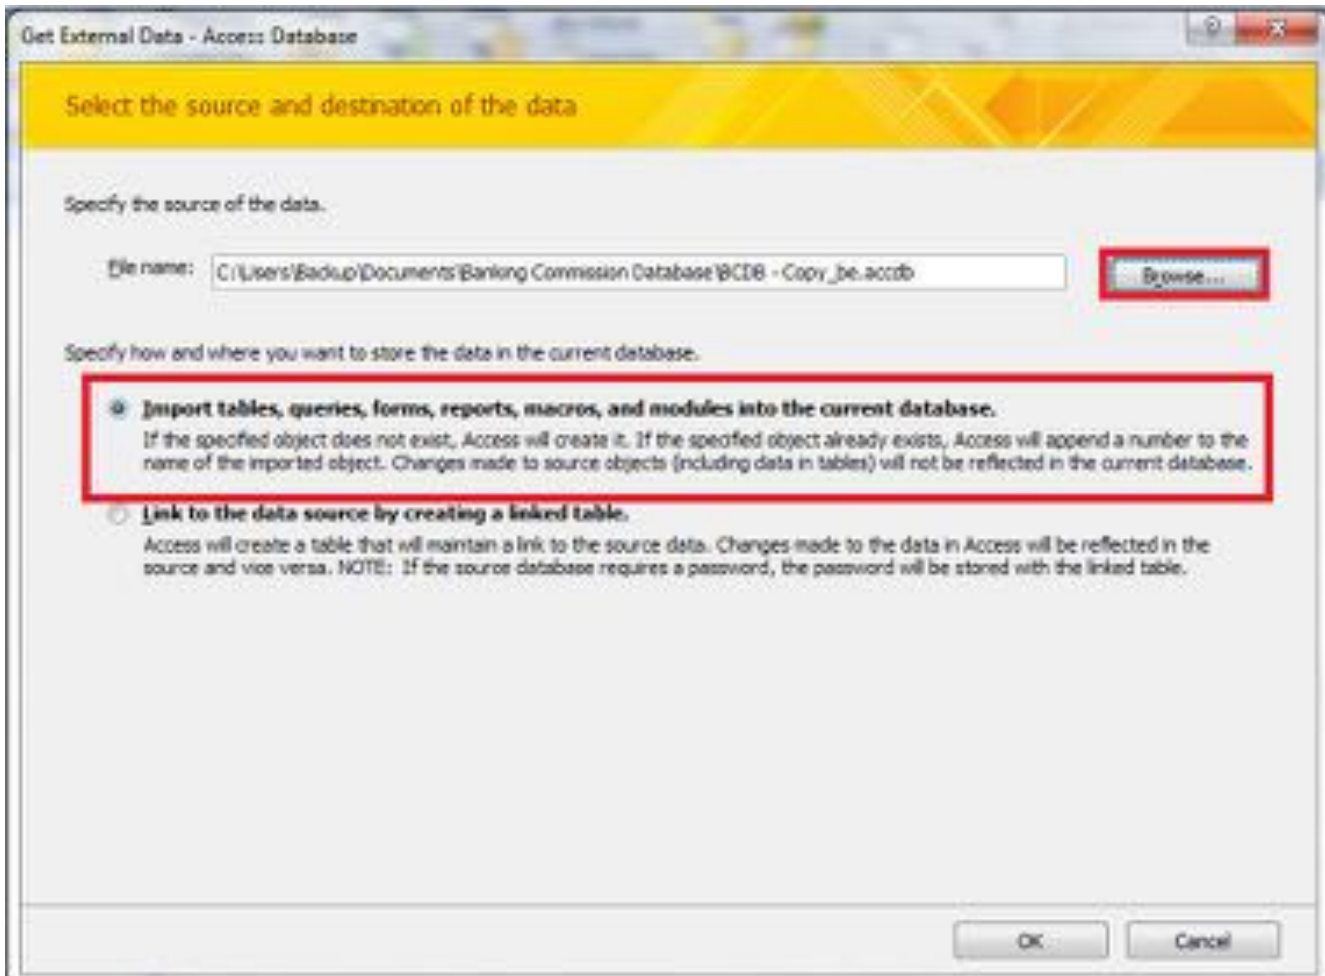 Get External Data - Access Database
Select the source and destination of the data
Specify the source of the data.
File name: C:\Users\Backup\Documents\Banking Commission Database\BCDB - Copy_be.accdb Browse...
Specify how and where you want to store the data in the current database.
Import tables, queries, forms, reports, macros, and modules into the current database.
If the specified object does not exist, Access will create it. If the specified object already exists, Access will append a number to the
name of the imported object. Changes made to source objects (including data in tables) will not be reflected in the current database.
Link to the data source by creating a linked table.
Access will create a table that will maintain a link to the source data. Changes made to the data in Access will be reflected in the
source and vice versa. NOTE: If the source database requires a password, the password will be stored with the linked table.
OK Cancel